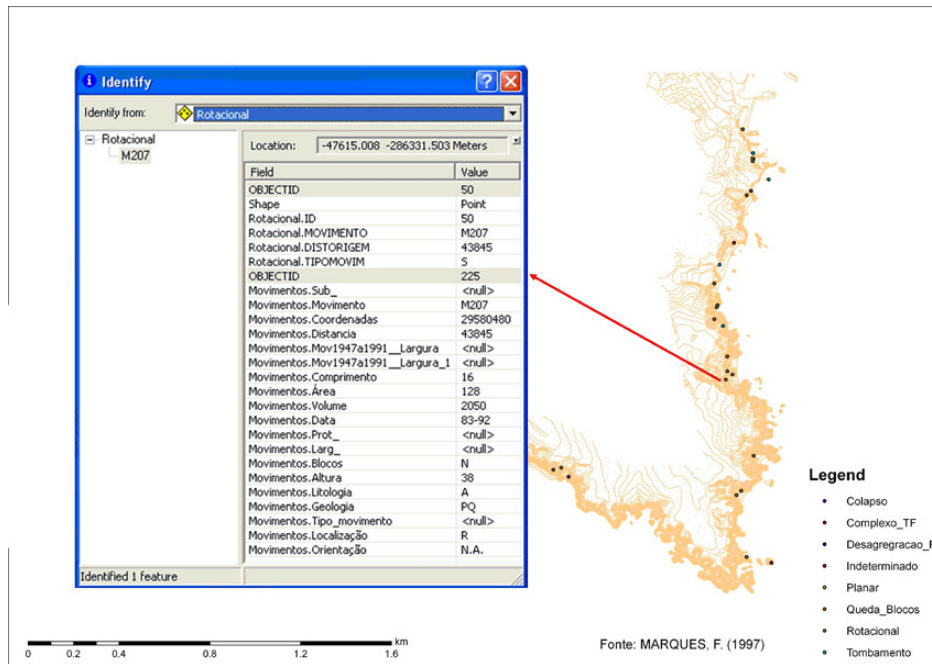 Identify
Identify from: Rotacional
Rotacional
M207
Location: -47615.008 -286331.503 Meters
Field Value
OBJECTID 50
Shape Point
Rotacional.ID 50
Rotacional.MOVIMENTO M207
Rotacional.DISTORIGEM 43845
Rotacional.TIPOMOVIM S
OBJECTID 225
Movimentos.Sub_ <null>
Movimentos.Movimento M207
Movimentos.Coordenadas 29580480
Movimentos.Distancia 43845
Movimentos.Mov1947a1991__Largura <null>
Movimentos.Mov1947a1991__Largura_1 <null>
Movimentos.Comprimento 16
Movimentos.Área 128
Movimentos.Volume 2050
Movimentos.Data 83-92
Movimentos.Prot_ <null>
Movimentos.Larg_ <null>
Movimentos.Blocos N
Movimentos.Altura 38
Movimentos.Litologia A
Movimentos.Geologia PQ
Movimentos.Tipo_movimento <null>
Movimentos.Localização R
Movimentos.Orientação N.A.
Identified 1 feature
Legend
Colapso
Complexo_TF
Desagregracao_F
Indeterminado
Planar
Queda_Blocos
Rotacional
Tombamento
km
0 0.2 0.4 0.8 1.2 1.6
Fonte: MARQUES, F. (1997)